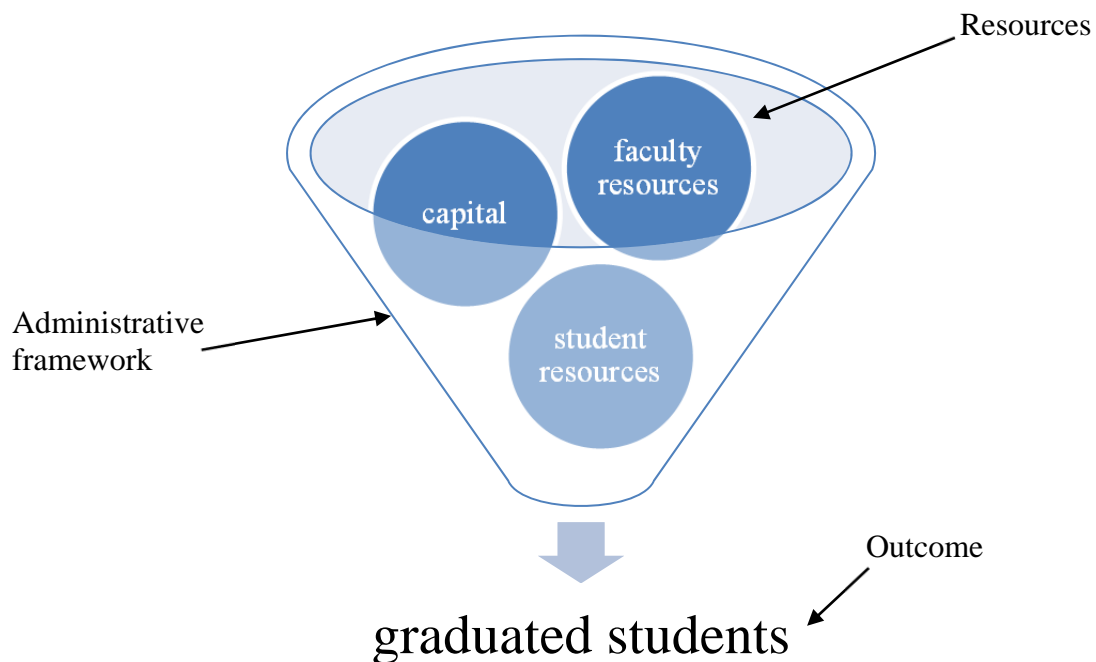 Resources
faculty
resources
capital
Administrative
framework
student
resources
Outcome
graduated students